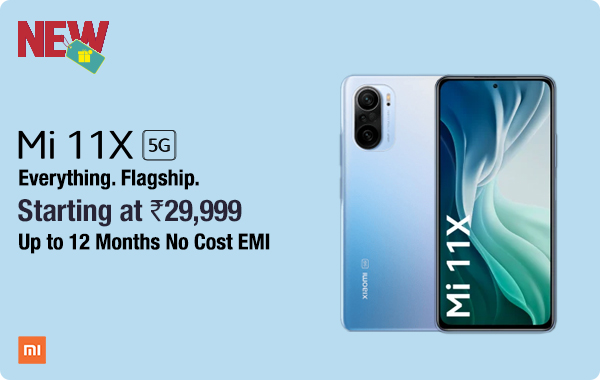 NEW
Mi 11X 5G
Everything. Flagship.
Starting at ₹29,999
Up to 12 Months No Cost EMI
mi
xiaomi 5G
Mi 11X